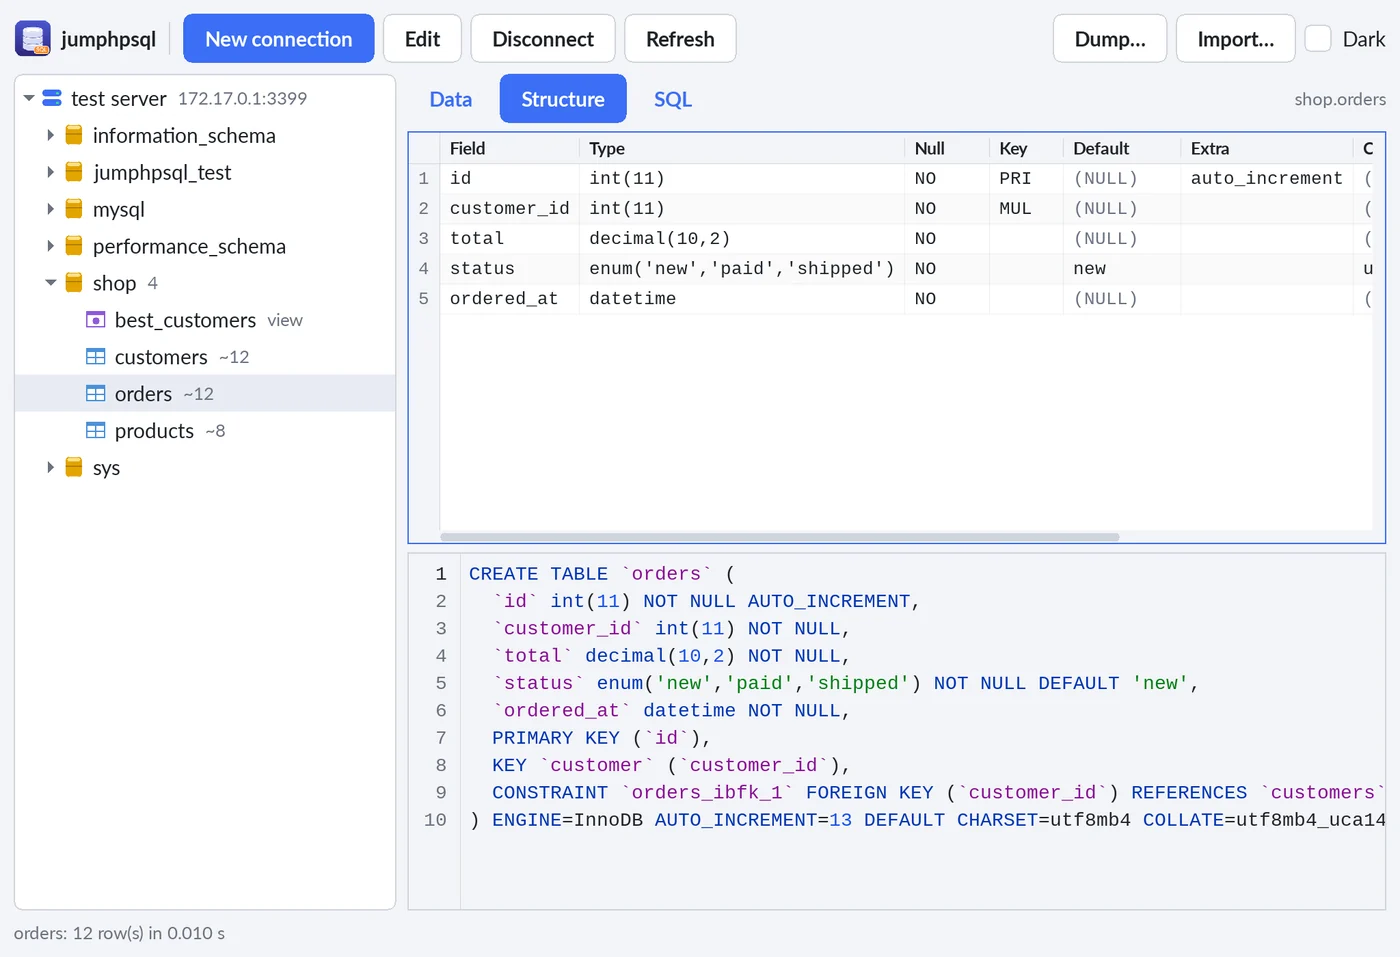 jumphpsql New connection Edit Disconnect Refresh Dump... Import... Dark
test server 172.17.0.1:3399
information_schema
jumphpsql_test
mysql
performance_schema
shop 4
best_customers view
customers ~12
orders ~12
products ~8
sys
Data Structure SQL shop.orders
Field Type Null Key Default Extra C
1 id int(11) NO PRI (NULL) auto_increment (
2 customer_id int(11) NO MUL (NULL) (
3 total decimal(10,2) NO (NULL) (
4 status enum('new','paid','shipped') NO new u
5 ordered_at datetime NO (NULL) (
1 CREATE TABLE `orders` (
2 `id` int(11) NOT NULL AUTO_INCREMENT,
3 `customer_id` int(11) NOT NULL,
4 `total` decimal(10,2) NOT NULL,
5 `status` enum('new','paid','shipped') NOT NULL DEFAULT 'new',
6 `ordered_at` datetime NOT NULL,
7 PRIMARY KEY (`id`),
8 KEY `customer` (`customer_id`),
9 CONSTRAINT `orders_ibfk_1` FOREIGN KEY (`customer_id`) REFERENCES `customers`
10 ) ENGINE=InnoDB AUTO_INCREMENT=13 DEFAULT CHARSET=utf8mb4 COLLATE=utf8mb4_uca14
orders: 12 row(s) in 0.010 s